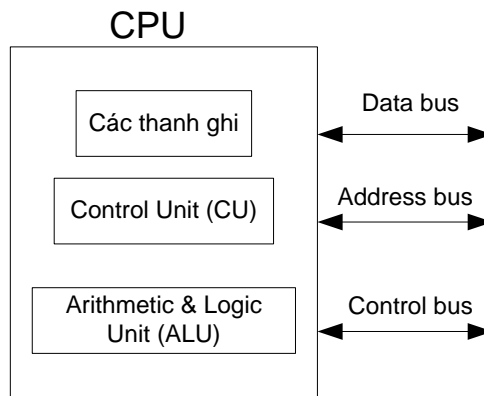 CPU
Các thanh ghi
Data bus
Control Unit (CU)
Address bus
Arithmetic & Logic
Unit (ALU)
Control bus